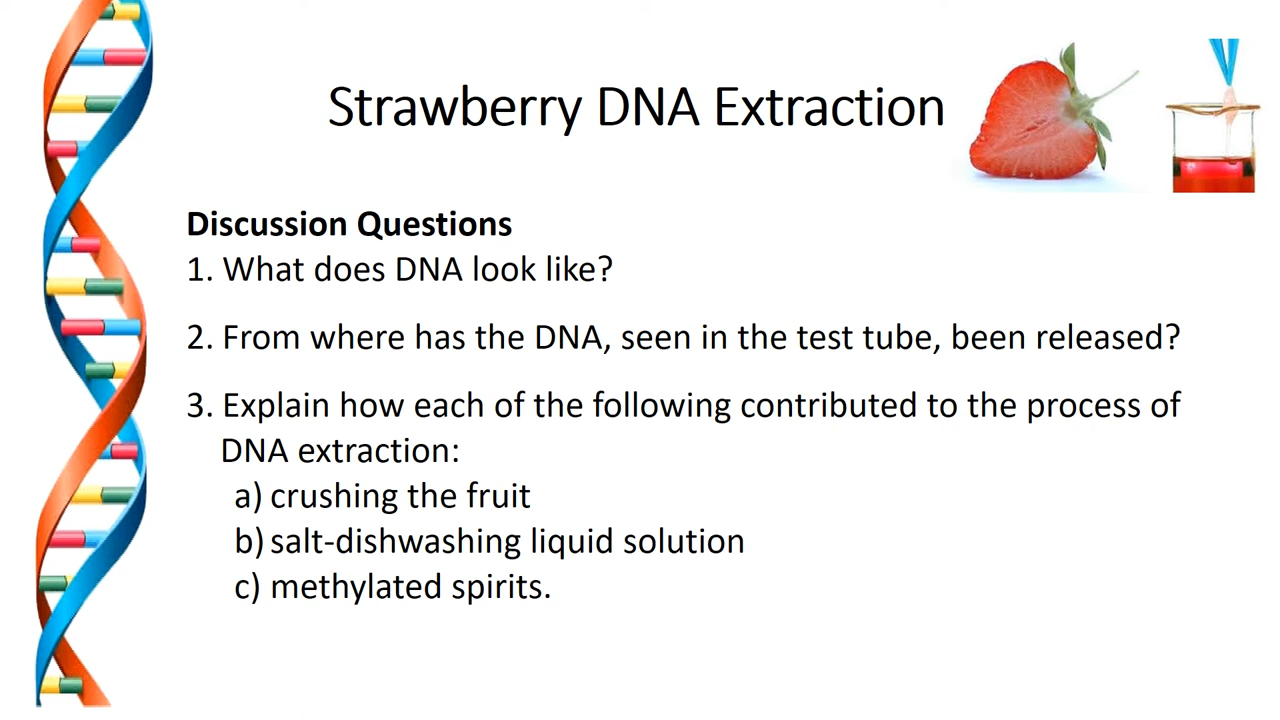 Strawberry DNA Extraction
Discussion Questions
1. What does DNA look like?
2. From where has the DNA, seen in the test tube, been released?
3. Explain how each of the following contributed to the process of
DNA extraction:
a) crushing the fruit
b) salt-dishwashing liquid solution
c) methylated spirits.